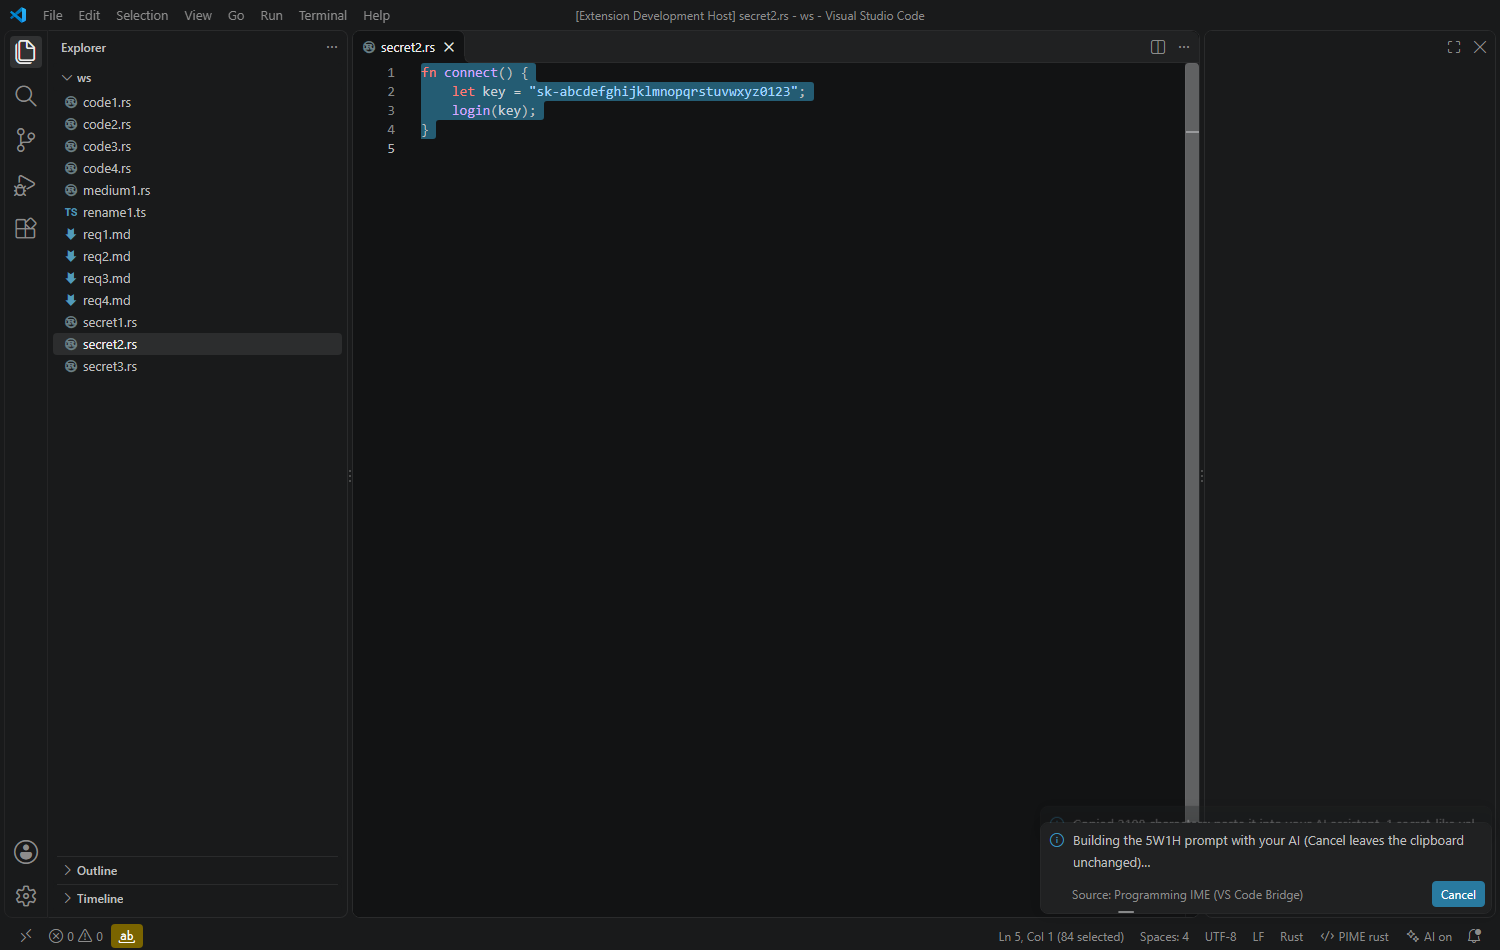 File Edit Selection View Go Run Terminal Help
[Extension Development Host] secret2.rs - ws - Visual Studio Code
Explorer
ws
code1.rs
code2.rs
code3.rs
code4.rs
medium1.rs
TS rename1.ts
req1.md
req2.md
req3.md
req4.md
secret1.rs
secret2.rs
secret3.rs
Outline
Timeline
secret2.rs
1 fn connect() {
2 let key = "sk-abcdefghijklmnopqrstuvwxyz0123";
3 login(key);
4 }
5
Building the 5W1H prompt with your AI (Cancel leaves the clipboard
unchanged)...
Source: Programming IME (VS Code Bridge)
Cancel
0 0 ab
Ln 5, Col 1 (84 selected) Spaces: 4 UTF-8 LF Rust PIME rust AI on